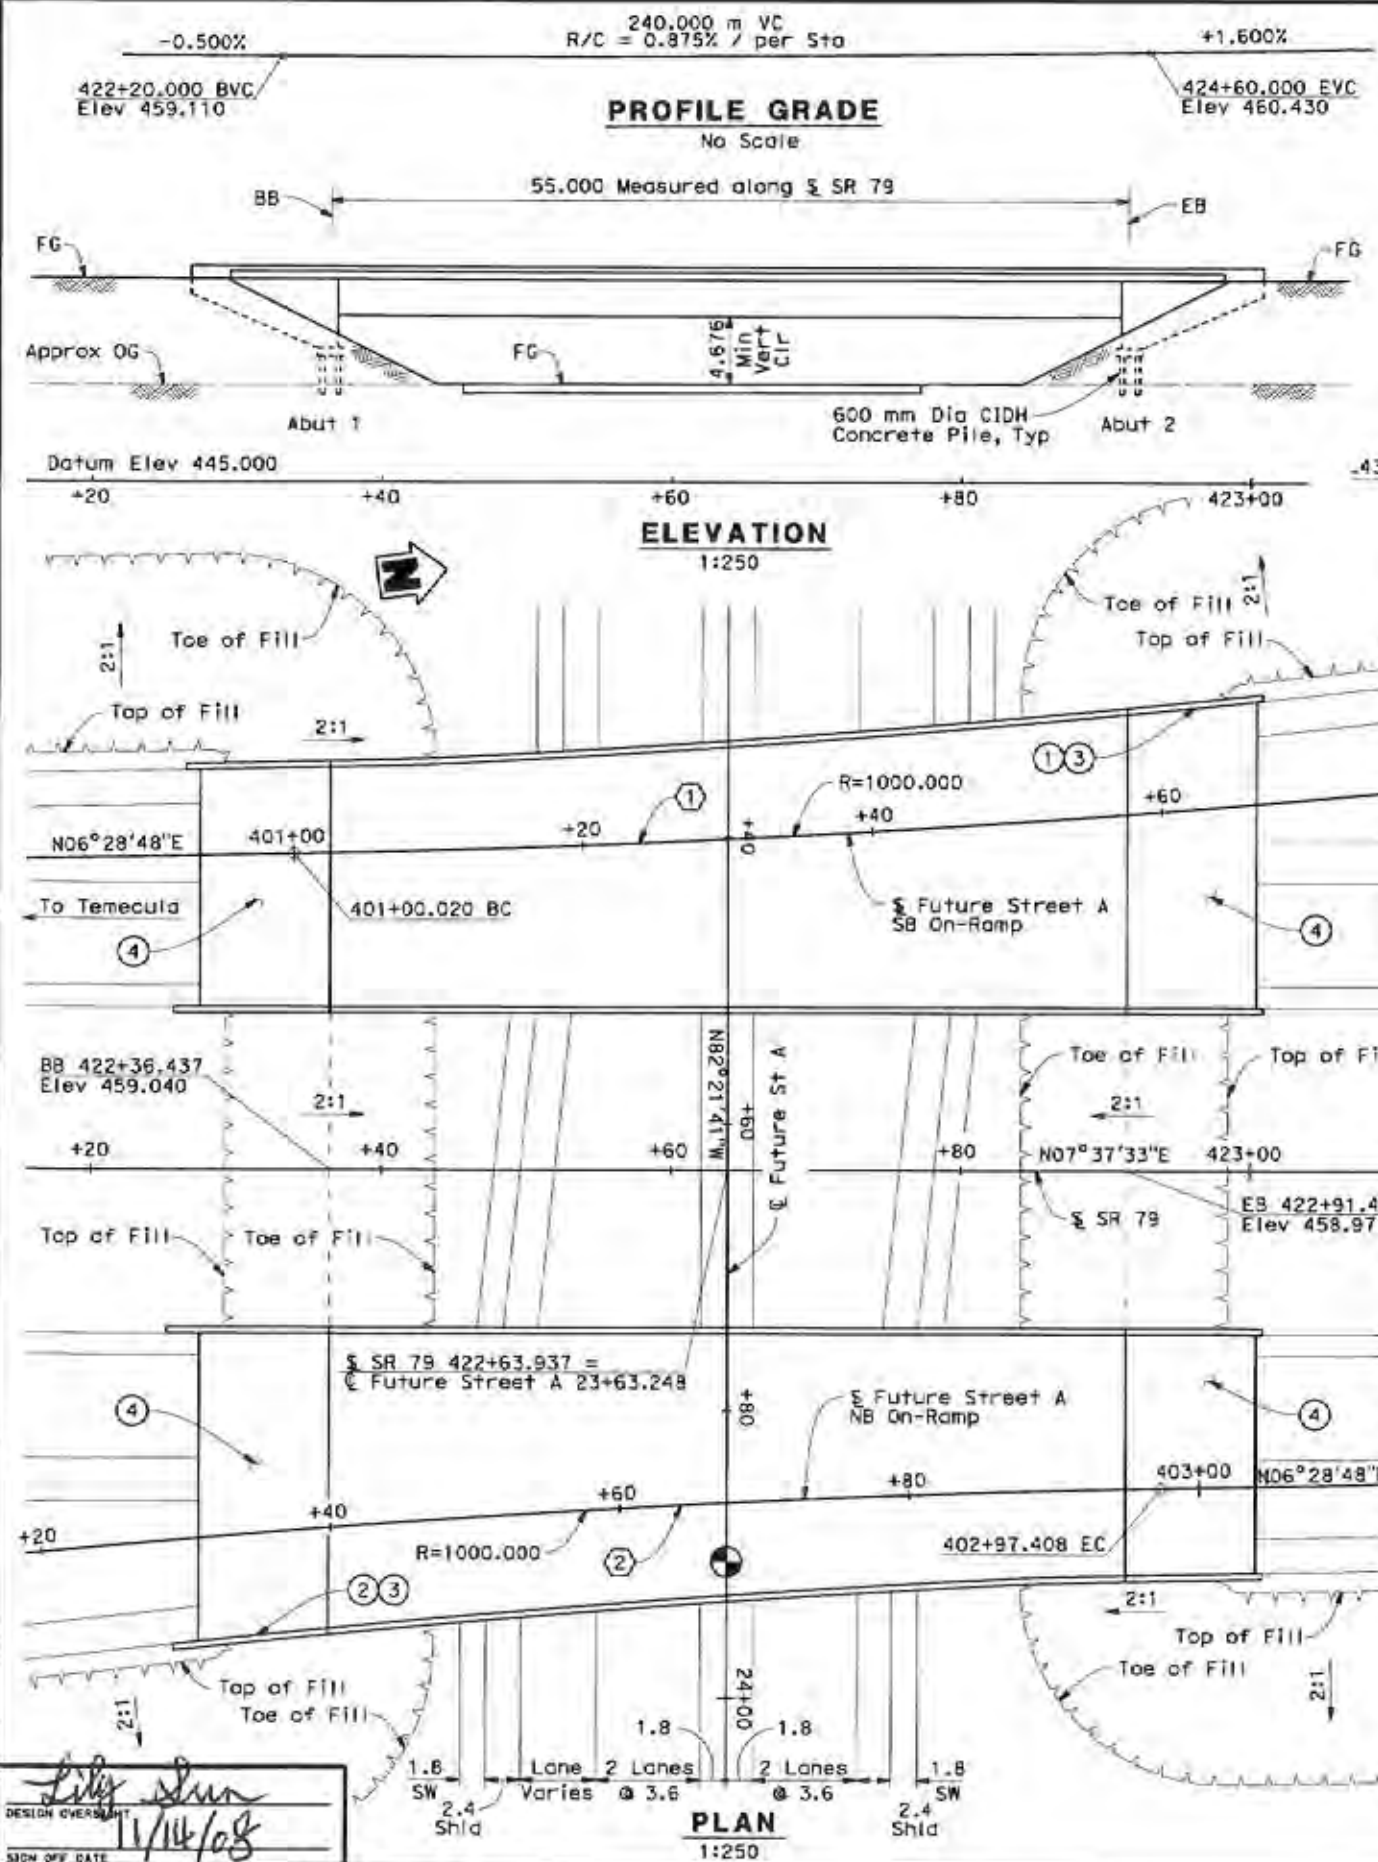 240.000 m VC
R/C = 0.875% / per Sta
-0.500%
+1.600%
422+20.000 BVC
Elev 459.110
424+60.000 EVC
Elev 460.430
PROFILE GRADE
No Scale
55.000 Measured along ℄ SR 79
BB
EB
FG
FG
Approx OG
FG
4.676
Min
Vert
Clr
600 mm Dia CIDH
Concrete Pile, Typ
Abut 1
Abut 2
Datum Elev 445.000
+20
+40
+60
+80
423+00
ELEVATION
1:250
N
Toe of Fill
2:1
Top of Fill
2:1
Toe of Fill
2:1
Top of Fill
1 3
R=1000.000
1
N06°28'48"E
401+00
+20
+40
+40
+60
To Temecula
401+00.020 BC
℄ Future Street A
SB On-Ramp
4
4
BB 422+36.437
Elev 459.040
2:1
N82°21'41"W
+60
℄ Future St A
Toe of Fill
Top of Fi
2:1
+20
+40
+60
+80
N07°37'33"E
423+00
℄ SR 79
EB 422+91.4
Elev 458.97
Top of Fill
Toe of Fill
℄ SR 79 422+63.937 =
℄ Future Street A 23+63.248
4
+80
℄ Future Street A
NB On-Ramp
4
+20
+40
+60
+80
403+00
N06°28'48"
R=1000.000
2
402+97.408 EC
2 3
2:1
Top of Fill
Toe of Fill
2:1
Top of Fill
Toe of Fill
2:1
24+00
1.8
1.8
1.8
SW
2.4
Shld
Lane
Varies
2 Lanes
@ 3.6
2 Lanes
@ 3.6
2.4
Shld
1.8
SW
PLAN
1:250
Lily Sun
DESIGN OVERSIGHT
11/14/08
SIGN OFF DATE